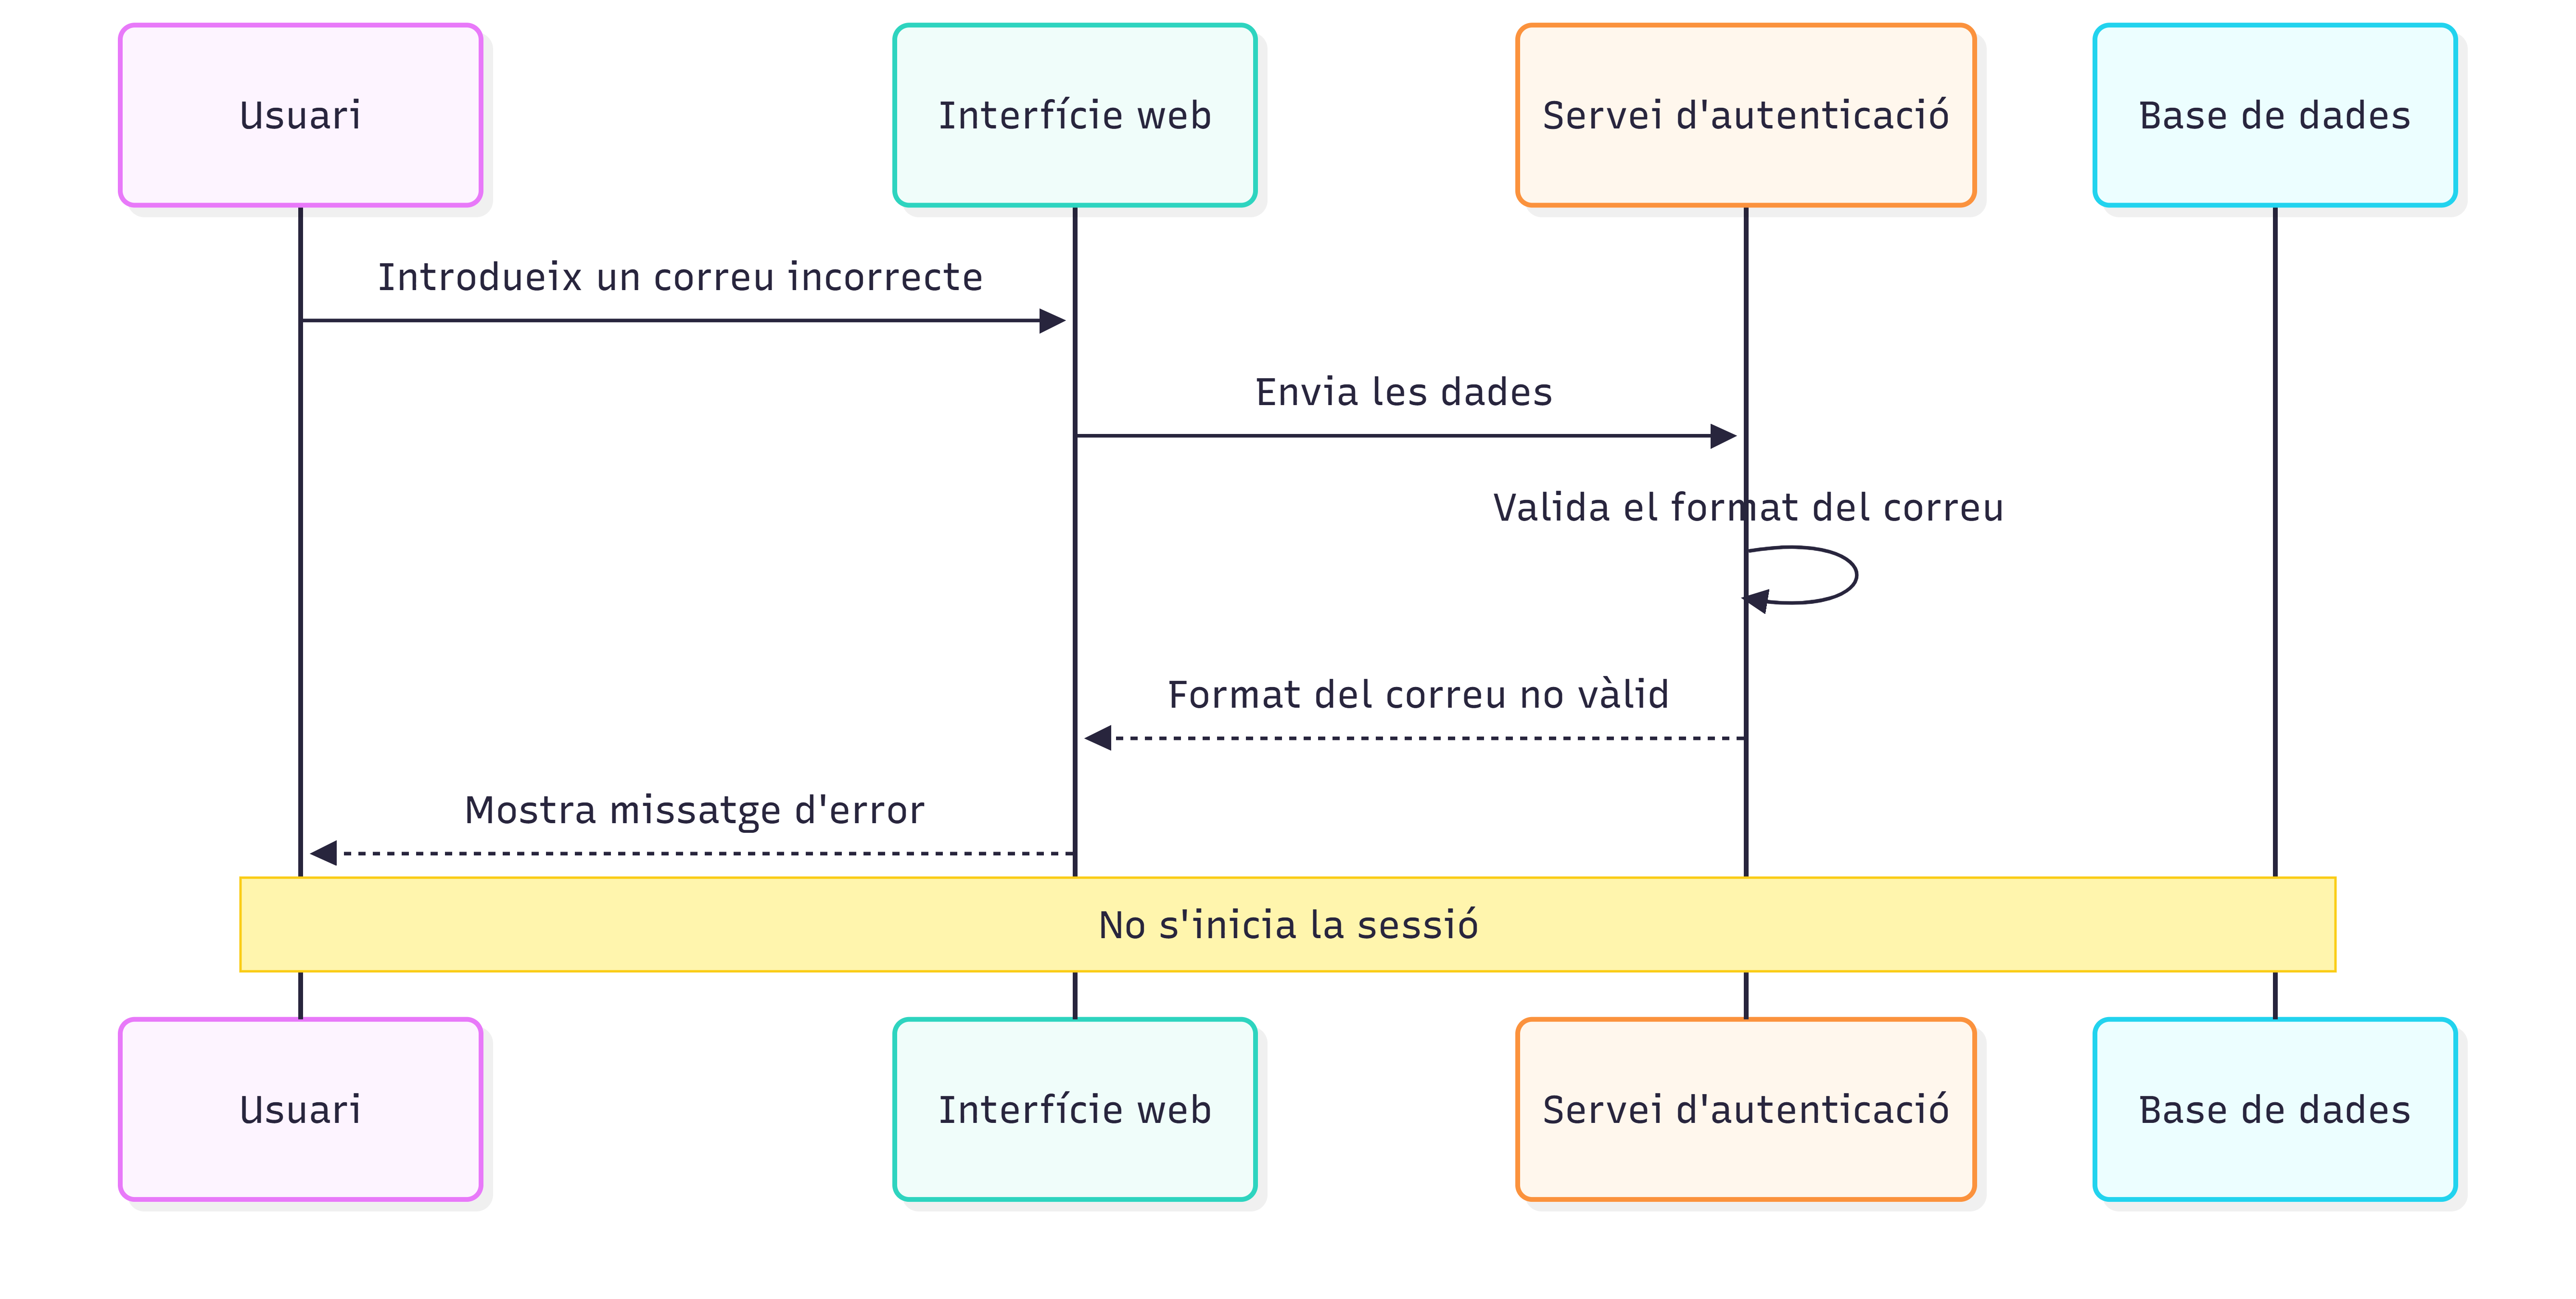 Usuari
Interfície web
Servei d'autenticació
Base de dades
Introdueix un correu incorrecte
Envia les dades
Valida el format del correu
Format del correu no vàlid
Mostra missatge d'error
No s'inicia la sessió
Usuari
Interfície web
Servei d'autenticació
Base de dades